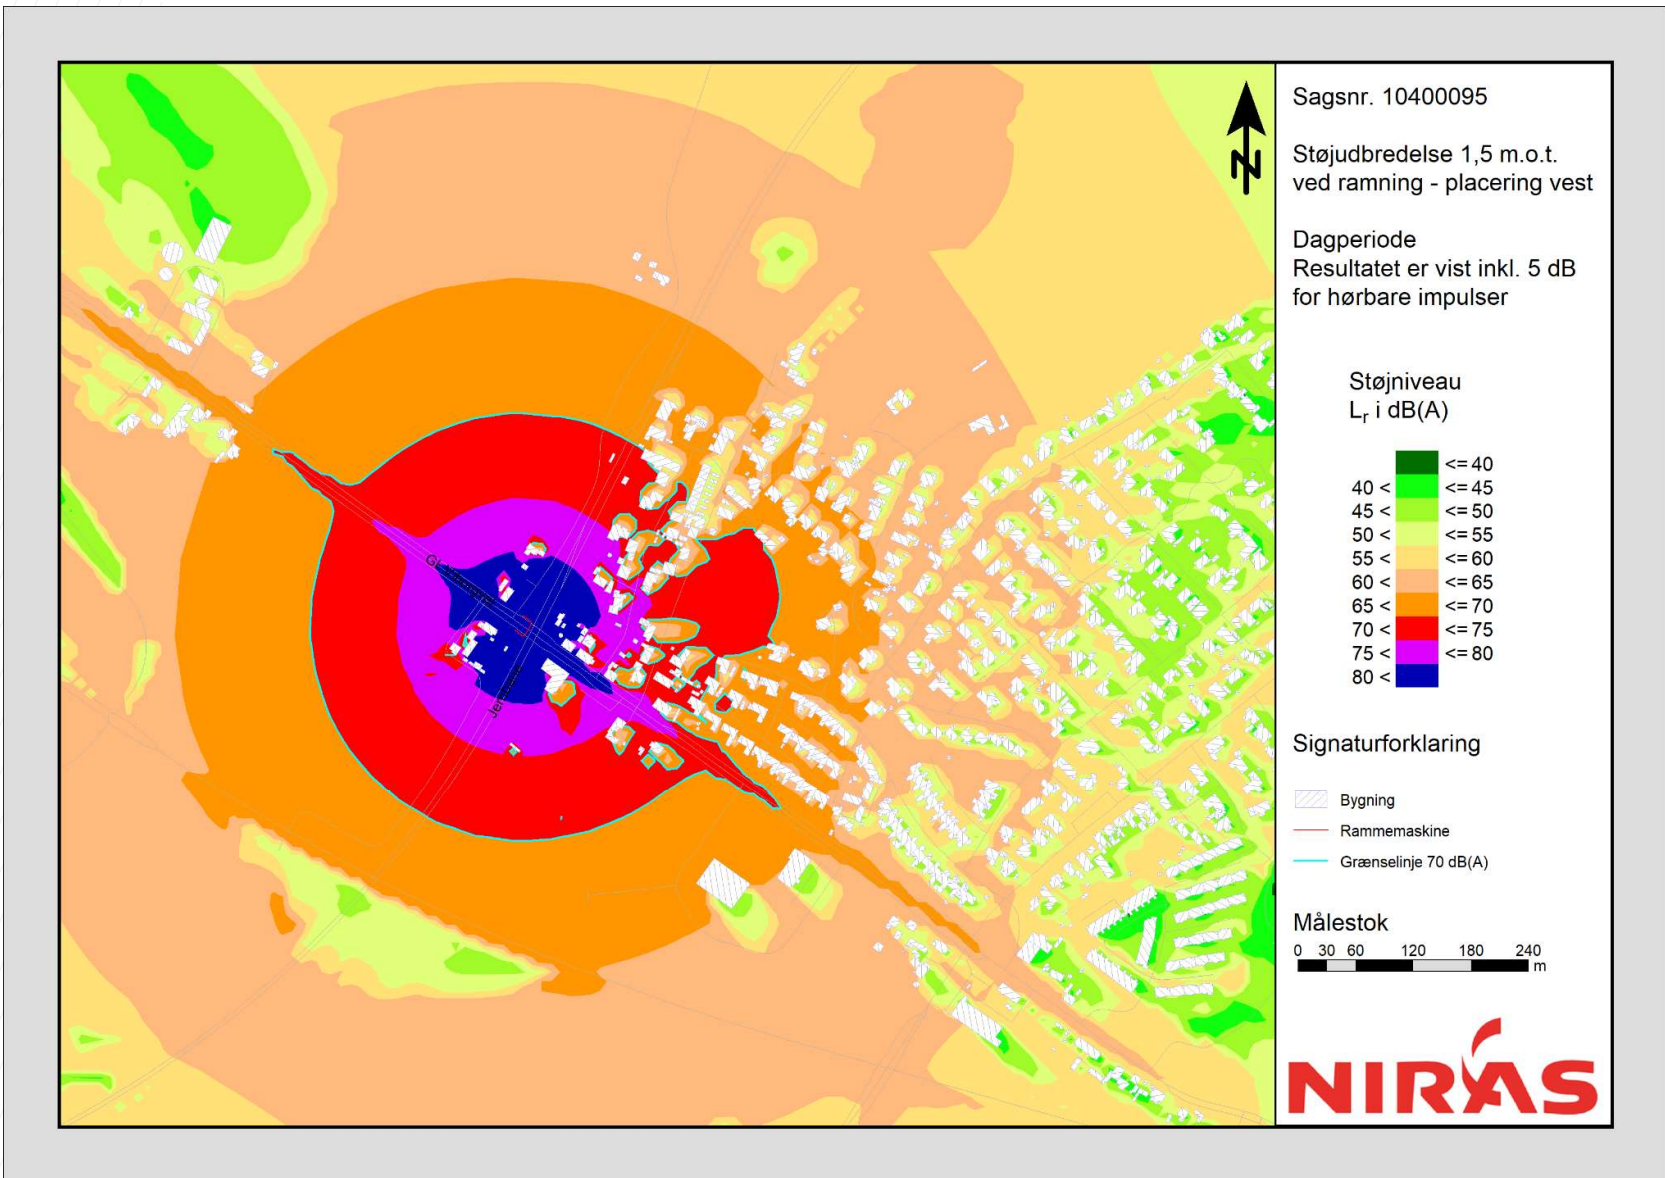 Sagsnr. 10400095
Støjudbredelse 1,5 m.o.t.
ved ramning - placering vest
Dagperiode
Resultatet er vist inkl. 5 dB
for hørbare impulser
Støjniveau
Lr i dB(A)
<= 40
40 < <= 45
45 < <= 50
50 < <= 55
55 < <= 60
60 < <= 65
65 < <= 70
70 < <= 75
75 < <= 80
80 <
Signaturforklaring
Bygning
Rammemaskine
Grænselinje 70 dB(A)
Målestok
0 30 60 120 180 240
m
NIRAS
N